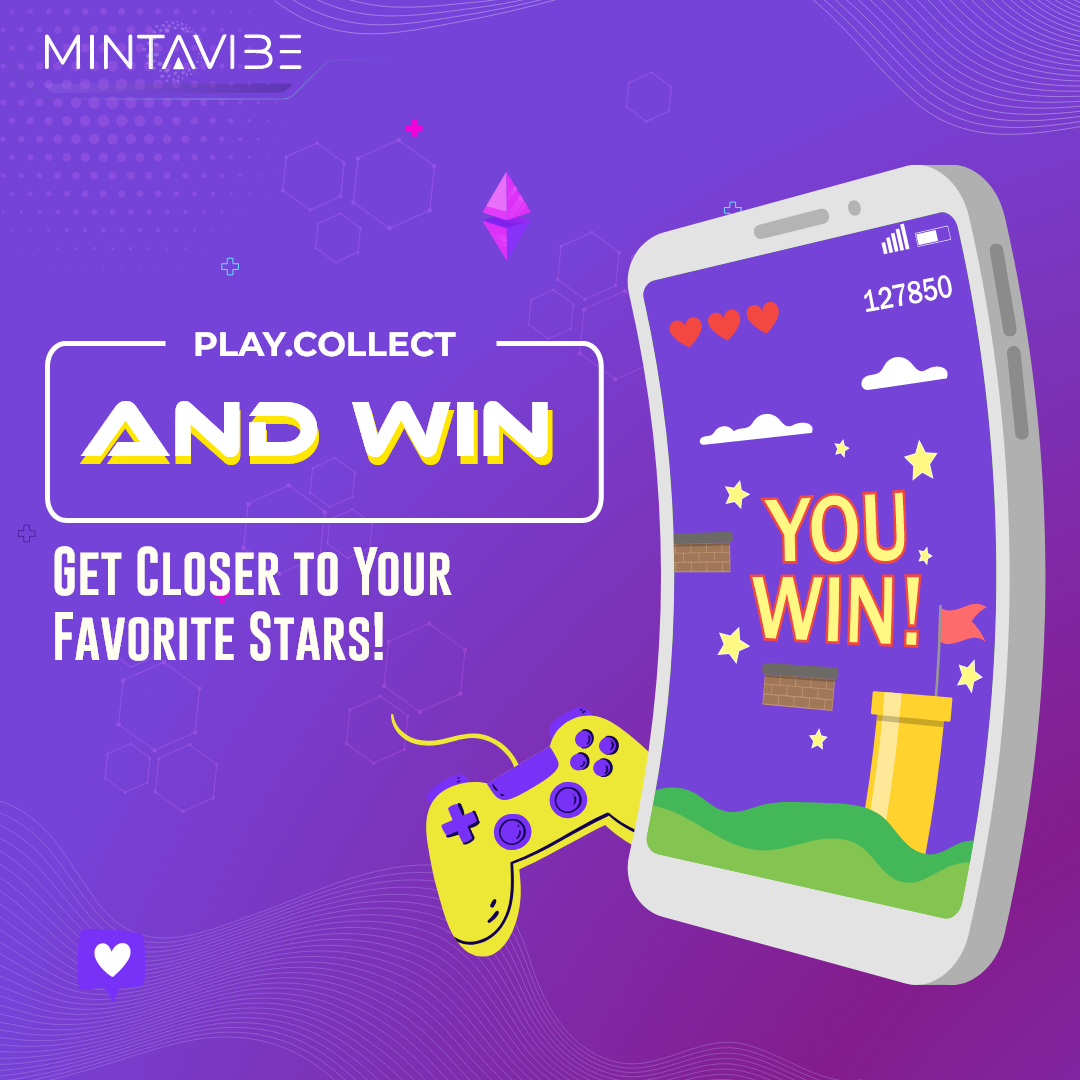 MINTAVIBE
PLAY.COLLECT
AND WIN
Get Closer to Your
Favorite Stars!
127850
YOU
WIN!